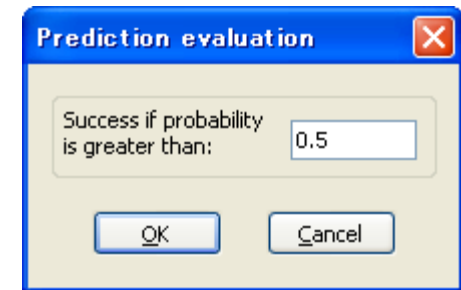 Prediction evaluation
Success if probability
is greater than:
0.5
OK
Cancel